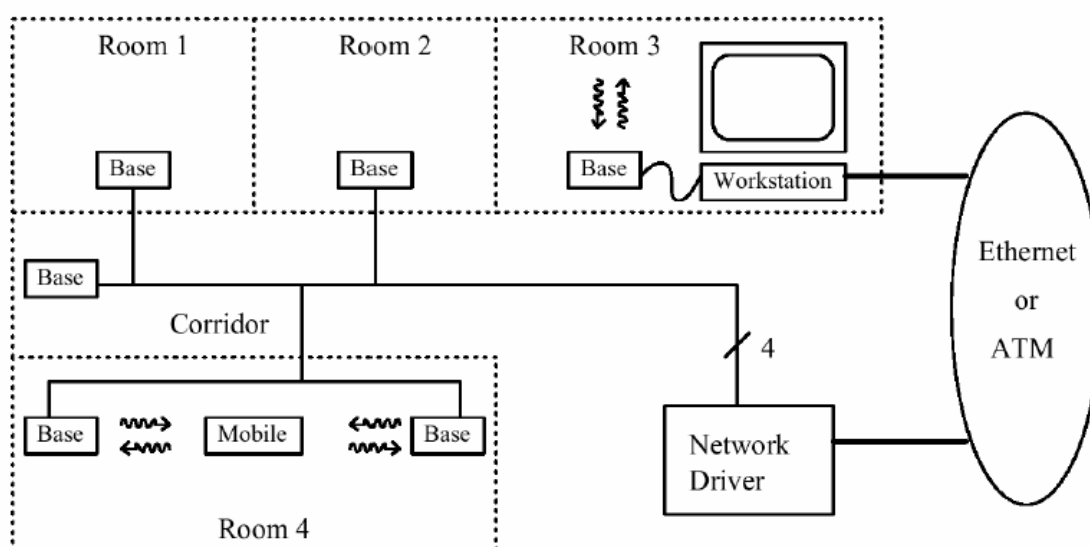 Room 1
Room 2
Room 3
Base
Base
Base
Workstation
Base
Ethernet
or
ATM
Corridor
4
Base
Mobile
Base
Network
Driver
Room 4